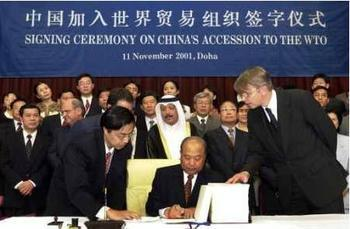 中国加入世界贸易组织签字仪式
SIGNING CEREMONY ON CHINA'S ACCESSION TO THE WTO
11 November 2001, Doha